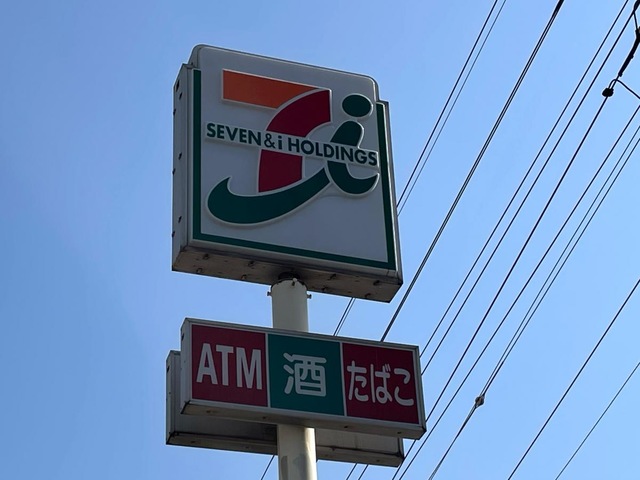 SEVEN & i HOLDINGS
ATM 酒 たばこ